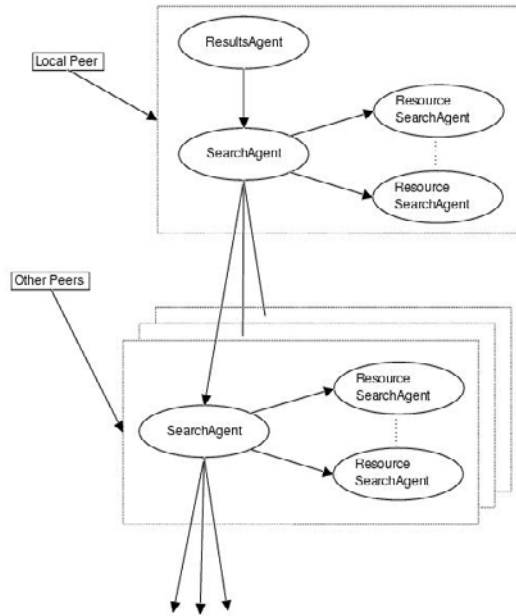 ResultsAgent
Local Peer
Resource
SearchAgent
SearchAgent
Resource
SearchAgent
Other Peers
Resource
SearchAgent
SearchAgent
Resource
SearchAgent